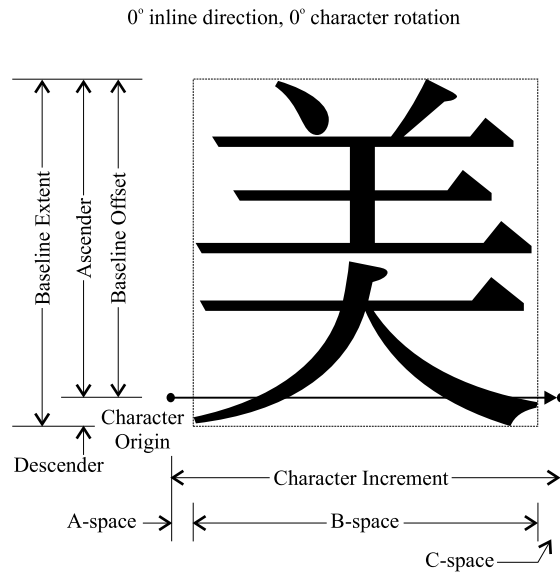 0° inline direction, 0° character rotation
美
Baseline Extent
Ascender
Baseline Offset
Character
Origin
Descender
Character Increment
A-space
B-space
C-space